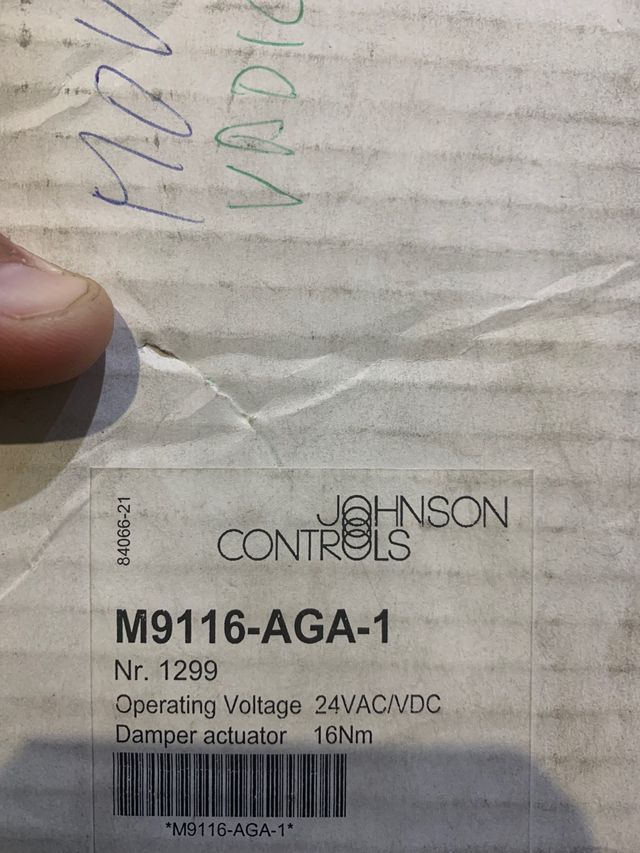 84066-21
JOHNSON
CONTROLS
M9116-AGA-1
Nr. 1299
Operating Voltage 24VAC/VDC
Damper actuator 16Nm
*M9116-AGA-1*